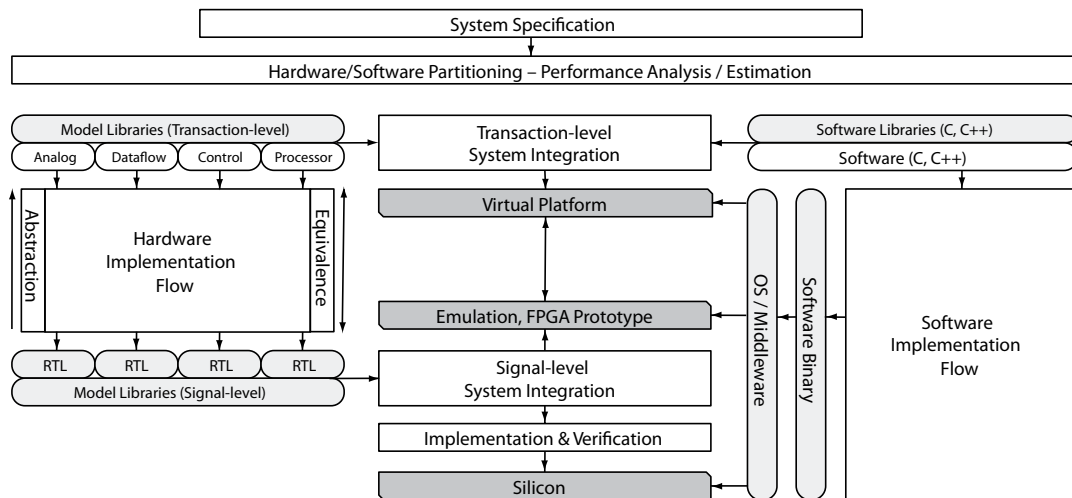 System Specification
Hardware/Software Partitioning – Performance Analysis / Estimation
Model Libraries (Transaction-level)
Analog
Dataflow
Control
Processor
Transaction-level
System Integration
Software Libraries (C, C++)
Software (C, C++)
Virtual Platform
Abstraction
Hardware
Implementation
Flow
Equivalence
Emulation, FPGA Prototype
OS / Middleware
Software Binary
Software
Implementation
Flow
RTL
RTL
RTL
RTL
Model Libraries (Signal-level)
Signal-level
System Integration
Implementation & Verification
Silicon